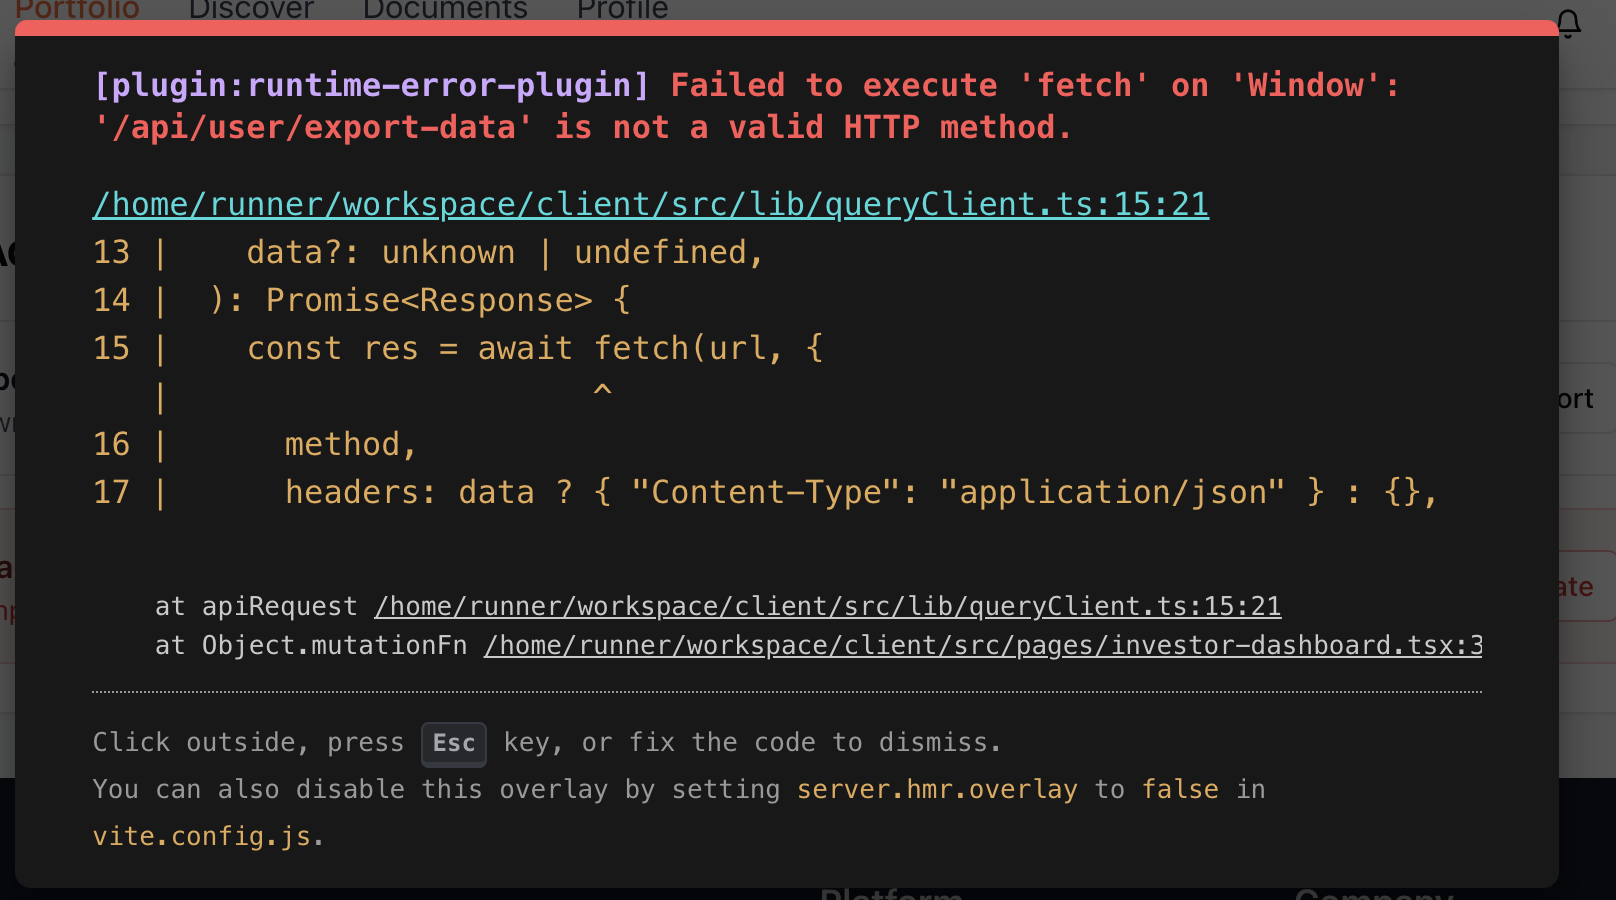 Portfolio Discover Documents Profile
[plugin:runtime-error-plugin] Failed to execute 'fetch' on 'Window':
'/api/user/export-data' is not a valid HTTP method.
/home/runner/workspace/client/src/lib/queryClient.ts:15:21
13 |    data?: unknown | undefined,
14 |  ): Promise<Response> {
15 |    const res = await fetch(url, {
   |                      ^
16 |      method,
17 |      headers: data ? { "Content-Type": "application/json" } : {},
ort
ate
at apiRequest /home/runner/workspace/client/src/lib/queryClient.ts:15:21
at Object.mutationFn /home/runner/workspace/client/src/pages/investor-dashboard.tsx:3
Click outside, press Esc key, or fix the code to dismiss.
You can also disable this overlay by setting server.hmr.overlay to false in
vite.config.js.
Platform Company